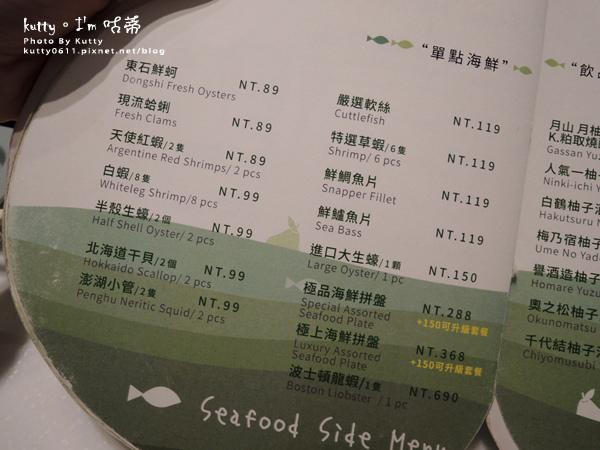 kutty。I'm 咕蒂
Photo By Kutty
kutty0611.pixnet.net/blog
“單點海鮮”
東石鮮蚵 NT.89
Dongshi Fresh Oysters
現流蛤蜊 NT.89
Fresh Clams
天使紅蝦/2隻 NT.89
Argentine Red Shrimps/ 2 pcs
白蝦/8隻 NT.99
Whiteleg Shrimp/8 pcs
半殼生蠔/2個 NT.99
Half Shell Oyster/ 2 pcs
北海道干貝/2個 NT.99
Hokkaido Scallop/ 2 pcs
澎湖小管/2隻 NT.99
Penghu Neritic Squid/ 2 pcs
嚴選軟絲 NT.119
Cuttlefish
特選草蝦/6隻 NT.119
Shrimp/ 6 pcs
鮮鯛魚片 NT.119
Snapper Fillet
鮮鱸魚片 NT.119
Sea Bass
進口大生蠔/1顆 NT.150
Large Oyster/ 1 pc
極品海鮮拼盤 NT.288
Special Assorted
Seafood Plate +150可升級套餐
極上海鮮拼盤 NT.368
Luxury Assorted
Seafood Plate +150可升級套餐
波士頓龍蝦/1隻 NT.690
Boston Liobster / 1 pc
Seafood Side Menu
“飲品
月山 月柚
K.粕取燒
Gassan Yuz
人氣一柚
Ninki-ichi Y
白鶴柚子
Hakutsuru
梅乃宿柚子
Ume No Yado
譽酒造柚子
Homare Yuzu
奧之松柚子
Okunomatsu
千代結柚子
Chiyomusubi